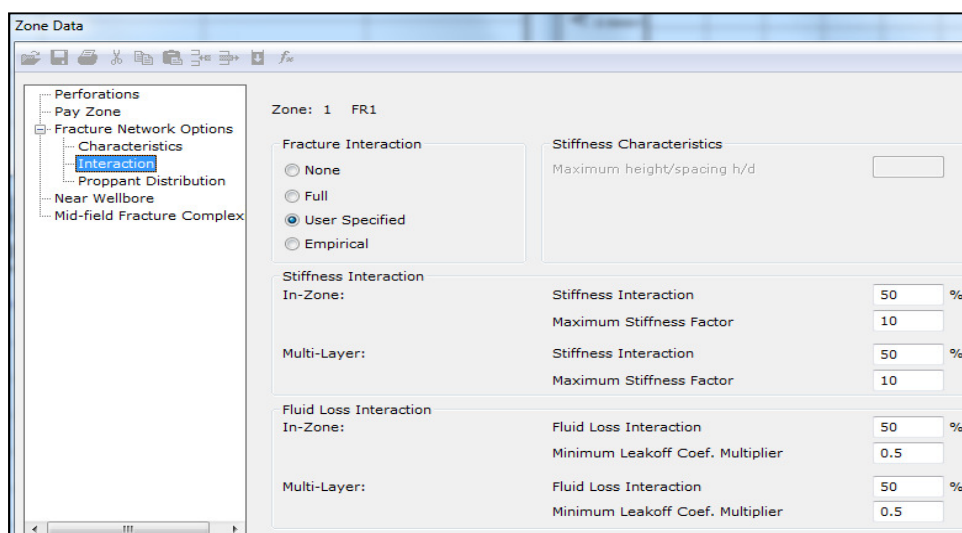 Zone Data
Perforations
Pay Zone
Fracture Network Options
Characteristics
Interaction
Proppant Distribution
Near Wellbore
Mid-field Fracture Complex
Zone: 1 FR1
Fracture Interaction
None
Full
User Specified
Empirical
Stiffness Characteristics
Maximum height/spacing h/d
Stiffness Interaction
In-Zone: Stiffness Interaction 50 %
Maximum Stiffness Factor 10
Multi-Layer: Stiffness Interaction 50 %
Maximum Stiffness Factor 10
Fluid Loss Interaction
In-Zone: Fluid Loss Interaction 50 %
Minimum Leakoff Coef. Multiplier 0.5
Multi-Layer: Fluid Loss Interaction 50 %
Minimum Leakoff Coef. Multiplier 0.5